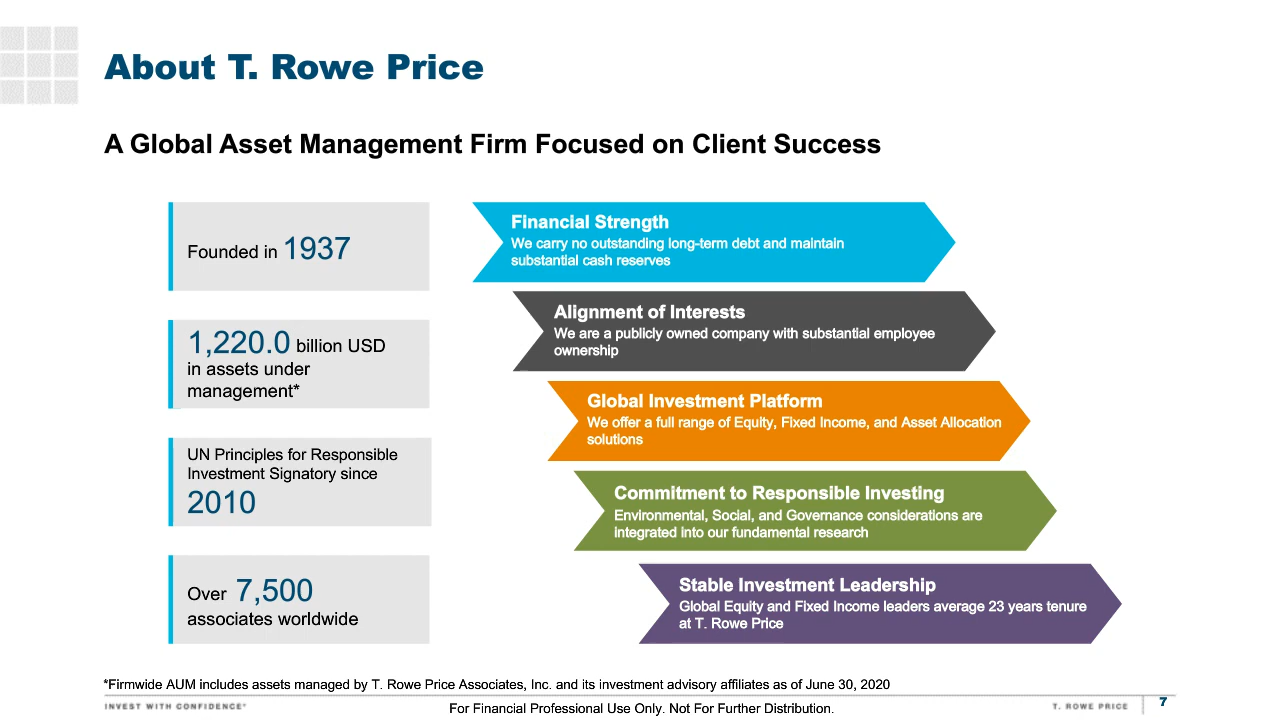 About T. Rowe Price
A Global Asset Management Firm Focused on Client Success
Founded in 1937
1,220.0 billion USD
in assets under
management*
UN Principles for Responsible
Investment Signatory since
2010
Over 7,500
associates worldwide
Financial Strength
We carry no outstanding long-term debt and maintain
substantial cash reserves
Alignment of Interests
We are a publicly owned company with substantial employee
ownership
Global Investment Platform
We offer a full range of Equity, Fixed Income, and Asset Allocation
solutions
Commitment to Responsible Investing
Environmental, Social, and Governance considerations are
integrated into our fundamental research
Stable Investment Leadership
Global Equity and Fixed Income leaders average 23 years tenure
at T. Rowe Price
*Firmwide AUM includes assets managed by T. Rowe Price Associates, Inc. and its investment advisory affiliates as of June 30, 2020
INVEST WITH CONFIDENCE®
For Financial Professional Use Only. Not For Further Distribution.
T. ROWE PRICE
7